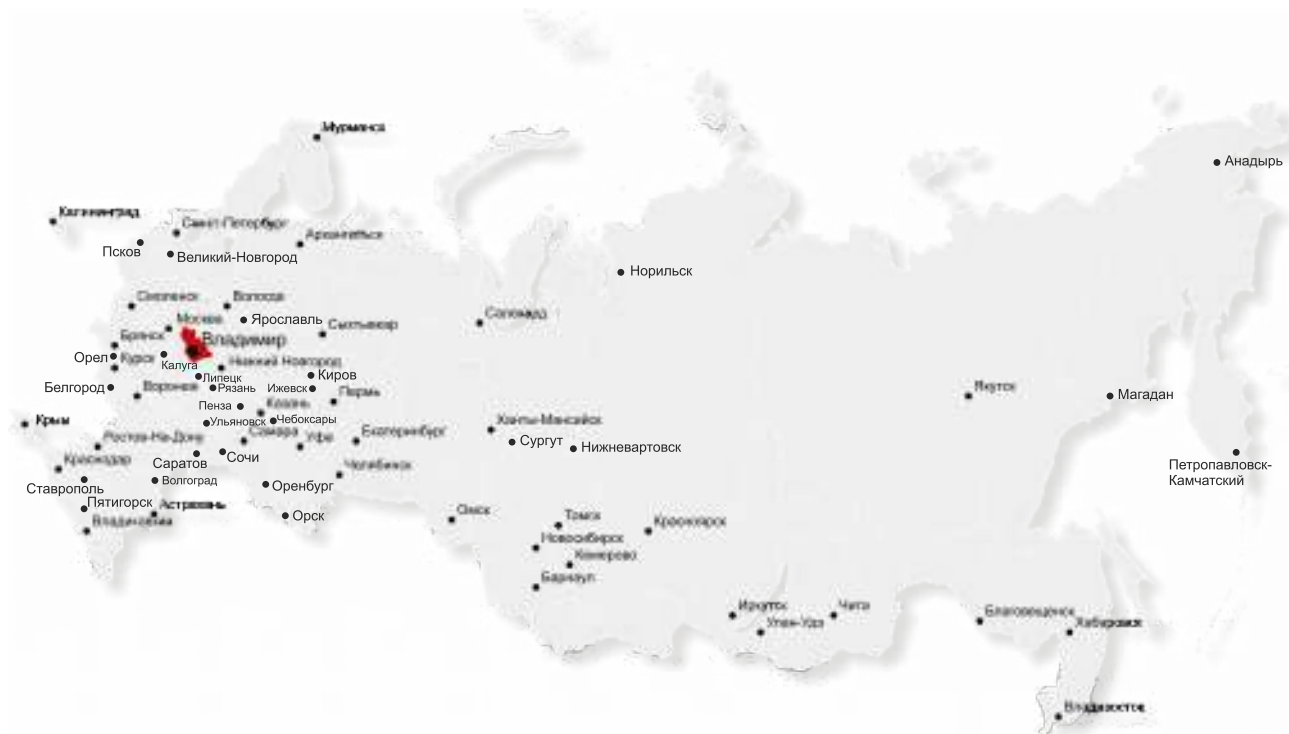 Мурманск
Анадырь
Калининград
Санкт-Петербург
Архангельск
Псков
Великий-Новгород
Норильск
Смоленск
Вологда
Салехард
Москва
Ярославль
Сыктывкар
Брянск
Владимир
Орел
Курск
Калуга
Нижний Новгород
Липецк
Киров
Белгород
Воронеж
Рязань
Ижевск
Пермь
Якутск
Магадан
Пенза
Казань
Крым
Ульяновск
Чебоксары
Ханты-Мансийск
Ростов-На-Дону
Самара
Уфа
Екатеринбург
Сургут
Нижневартовск
Краснодар
Саратов
Сочи
Челябинск
Петропавловск-
Камчатский
Ставрополь
Волгоград
Оренбург
Пятигорск
Астрахань
Владикавказ
Орск
Омск
Томск
Красноярск
Новосибирск
Кемерово
Барнаул
Иркутск
Чита
Улан-Удэ
Благовещенск
Хабаровск
Владивосток